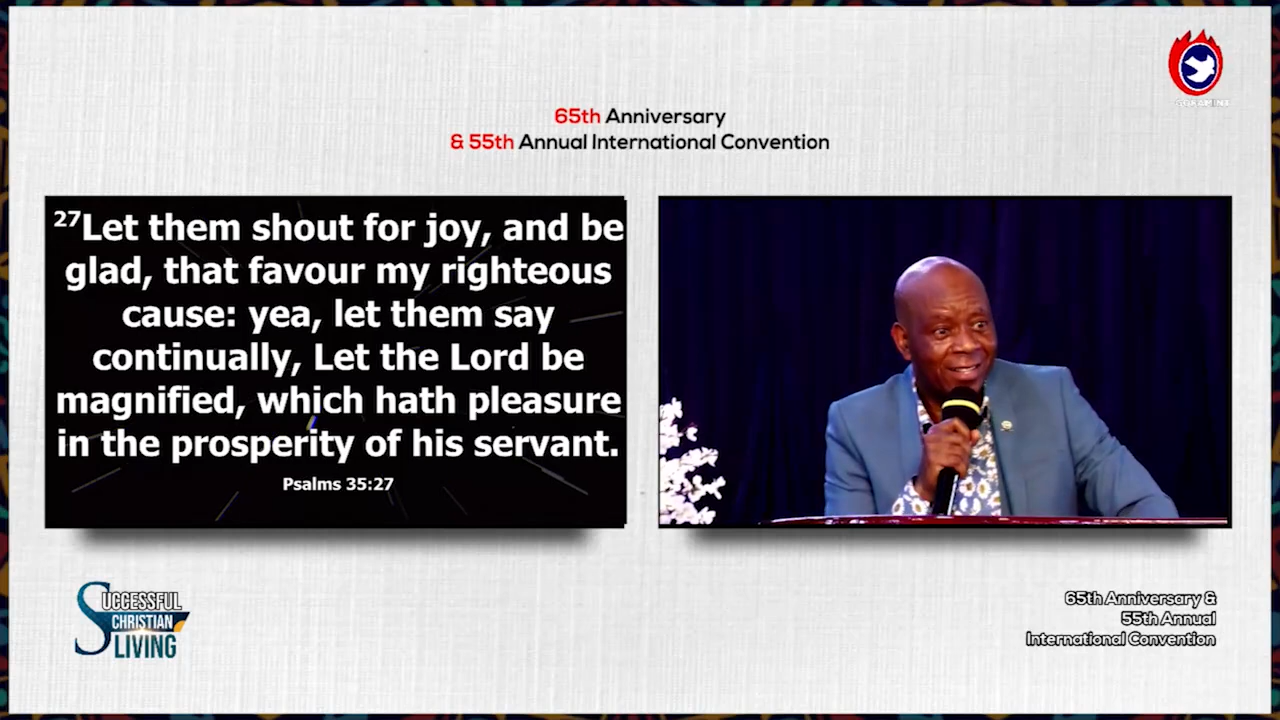 65th Anniversary
& 55th Annual International Convention
27Let them shout for joy, and be
glad, that favour my righteous
cause: yea, let them say
continually, Let the Lord be
magnified, which hath pleasure
in the prosperity of his servant.
Psalms 35:27
SUCCESSFUL
CHRISTIAN
LIVING
65th Anniversary &
55th Annual
International Convention